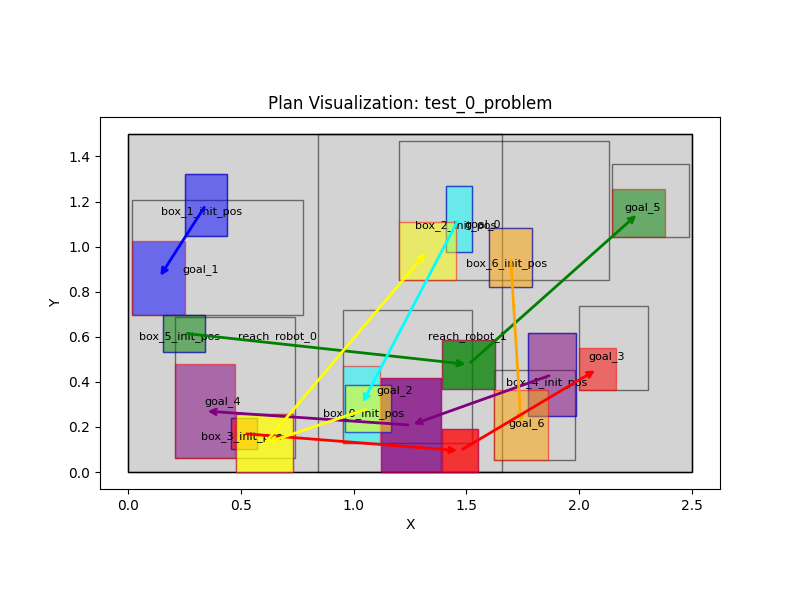 Plan Visualization: test_0_problem
1.4
1.2
1.0
0.8
0.6
0.4
0.2
0.0
Y
box_1_init_pos
goal_5
box_2_init_pos
goal_0
goal_1
box_6_init_pos
box_5_init_pos
reach_robot_0
reach_robot_1
goal_3
box_4_init_pos
goal_2
goal_4
box_0_init_pos
goal_6
box_3_init_pos
0.0
0.5
1.0
1.5
2.0
2.5
X